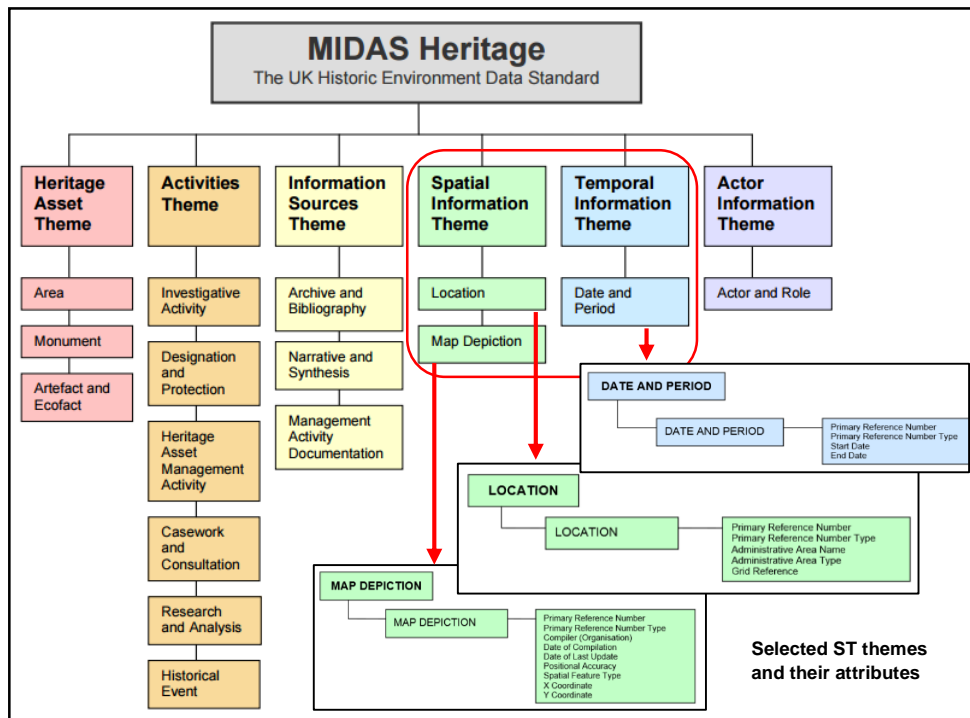 MIDAS Heritage
The UK Historic Environment Data Standard
Heritage
Asset
Theme
Area
Monument
Artefact and
Ecofact
Activities
Theme
Investigative
Activity
Designation
and
Protection
Heritage
Asset
Management
Activity
Casework
and
Consultation
Research
and Analysis
Historical
Event
Information
Sources
Theme
Archive and
Bibliography
Narrative and
Synthesis
Management
Activity
Documentation
Spatial
Information
Theme
Location
Map Depiction
Temporal
Information
Theme
Date and
Period
Actor
Information
Theme
Actor and Role
DATE AND PERIOD
DATE AND PERIOD
Primary Reference Number
Primary Reference Number Type
Start Date
End Date
LOCATION
LOCATION
Primary Reference Number
Primary Reference Number Type
Administrative Area Name
Administrative Area Type
Grid Reference
MAP DEPICTION
MAP DEPICTION
Primary Reference Number
Primary Reference Number Type
Compiler (Organisation)
Date of Compilation
Date of Last Update
Positional Accuracy
Spatial Feature Type
X Coordinate
Y Coordinate
Selected ST themes
and their attributes